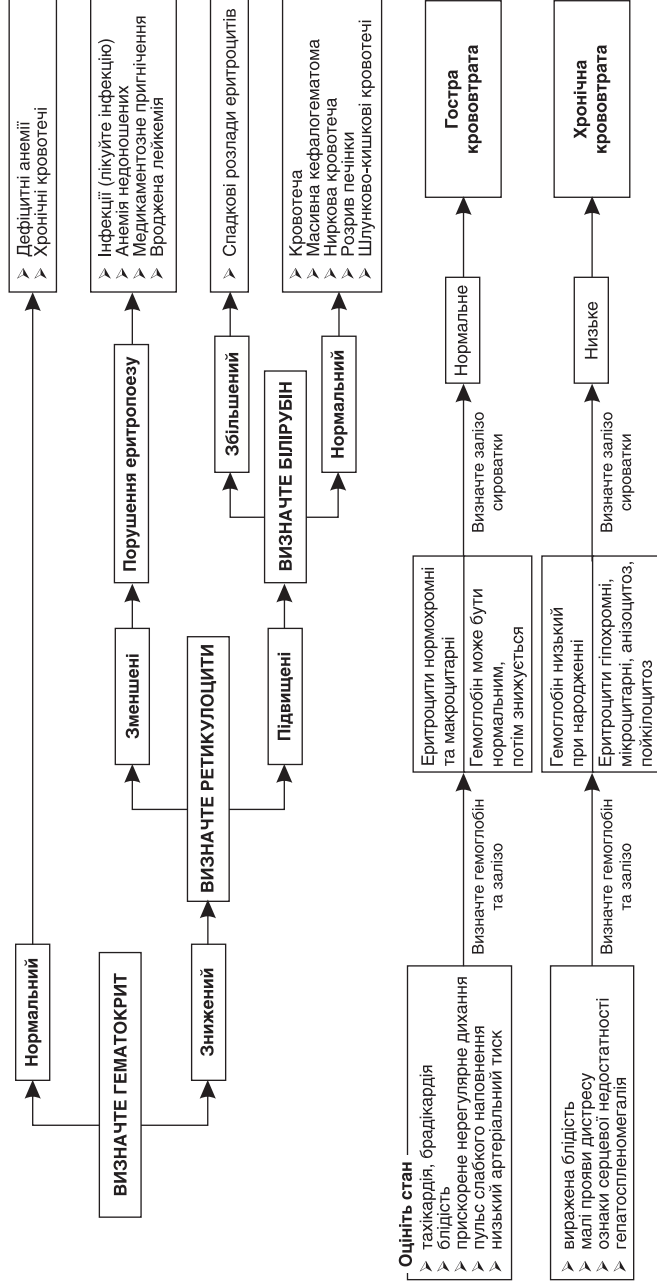 ВИЗНАЧТЕ ГЕМАТОКРИТ
Нормальний
Знижений
Дефіцитні анемії
Хронічні кровотечі
ВИЗНАЧТЕ РЕТИКУЛОЦИТИ
Зменшені
Порушення еритропоезу
Інфекції (лікуйте інфекцію)
Анемія недоношених
Медикаментозне пригнічення
Вроджена лейкемія
Підвищені
ВИЗНАЧТЕ БІЛІРУБІН
Збільшений
Спадкові розлади еритроцитів
Нормальний
Кровотеча
Масивна кефалогематома
Ниркова кровотеча
Розрив печінки
Шлунково-кишкові кровотечі
Оцініть стан
тахікардія, брадікардія
блідість
прискорене нерегулярне дихання
пульс слабкого наповнення
низький артеріальний тиск
Визначте гемоглобін
та залізо
Еритроцити нормохромні
та макроцитарні
Гемоглобін може бути
нормальним,
потім знижується
Визначте залізо
сироватки
Нормальне
Гостра
крововтрата
виражена блідість
малі прояви дистресу
ознаки серцевої недостатності
гепатоспленомегалія
Визначте гемоглобін
та залізо
Гемоглобін низький
при народженні
Еритроцити гіпохромні,
мікроцитарні, анізоцитоз,
пойкілоцитоз
Визначте залізо
сироватки
Низьке
Хронічна
крововтрата